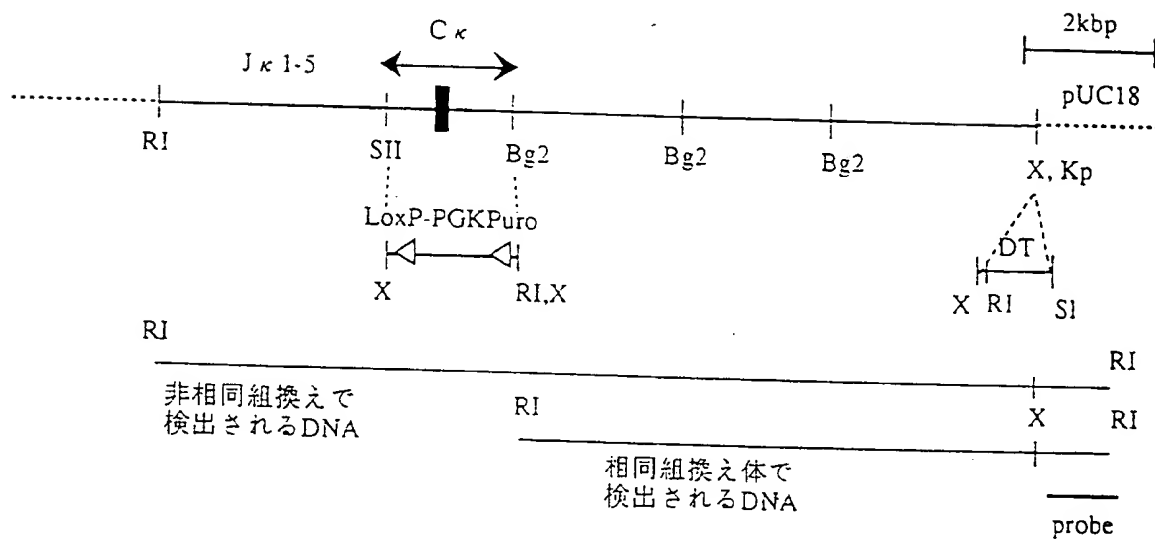 2kbp
Cκ
Jκ1-5
pUC18
RI
SII
Bg2
Bg2
Bg2
X, Kp
LoxP-PGKPuro
DT
X
RI,X
X
RI
SI
RI
RI
非相同組換えで
検出されるDNA
RI
X
RI
相同組換え体で
検出されるDNA
probe